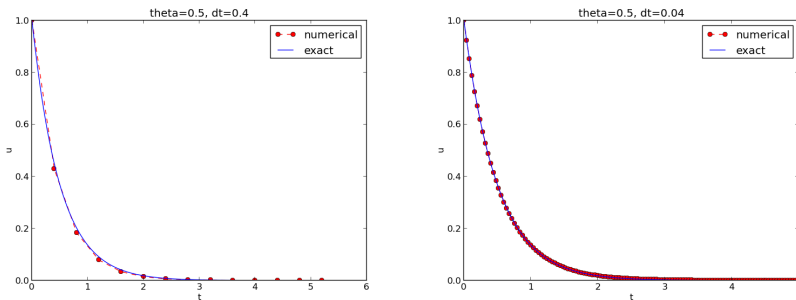 theta=0.5, dt=0.4
numerical
exact
1.0
0.8
0.6
0.4
0.2
0.0
u
0 1 2 3 4 5 6
t
theta=0.5, dt=0.04
numerical
exact
1.0
0.8
0.6
0.4
0.2
0.0
u
0 1 2 3 4
t